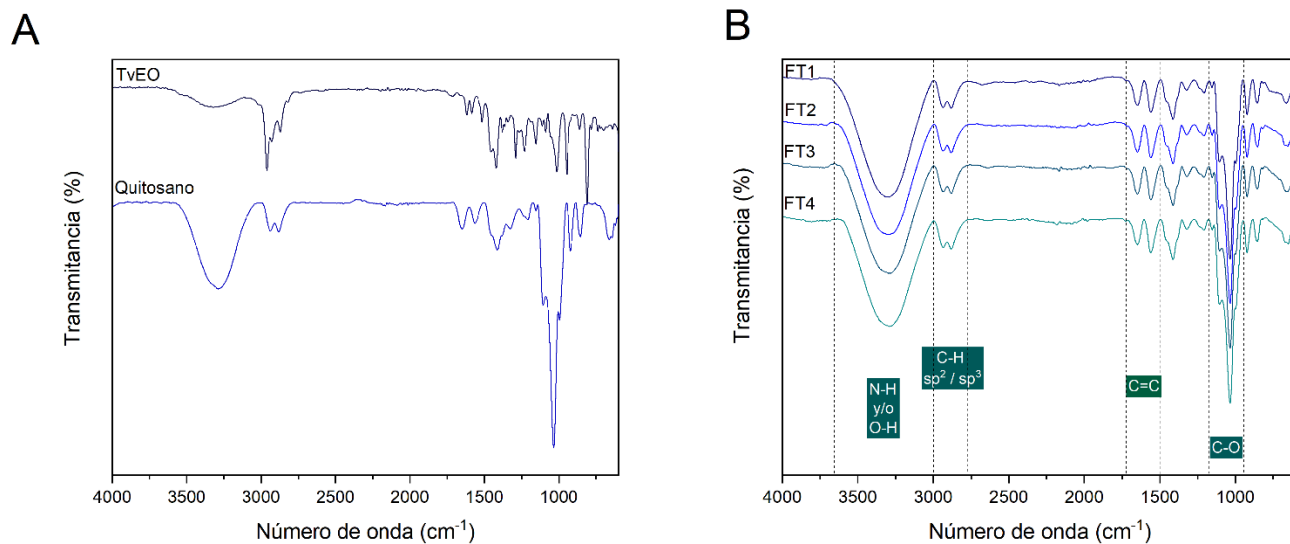 A
TvEO
Quitosano
Transmitancia (%)
4000 3500 3000 2500 2000 1500 1000
Número de onda (cm⁻¹)
B
FT1
FT2
FT3
FT4
Transmitancia (%)
N-H
y/o
O-H
C-H
sp² / sp³
C=C
C-O
4000 3500 3000 2500 2000 1500 1000
Número de onda (cm⁻¹)